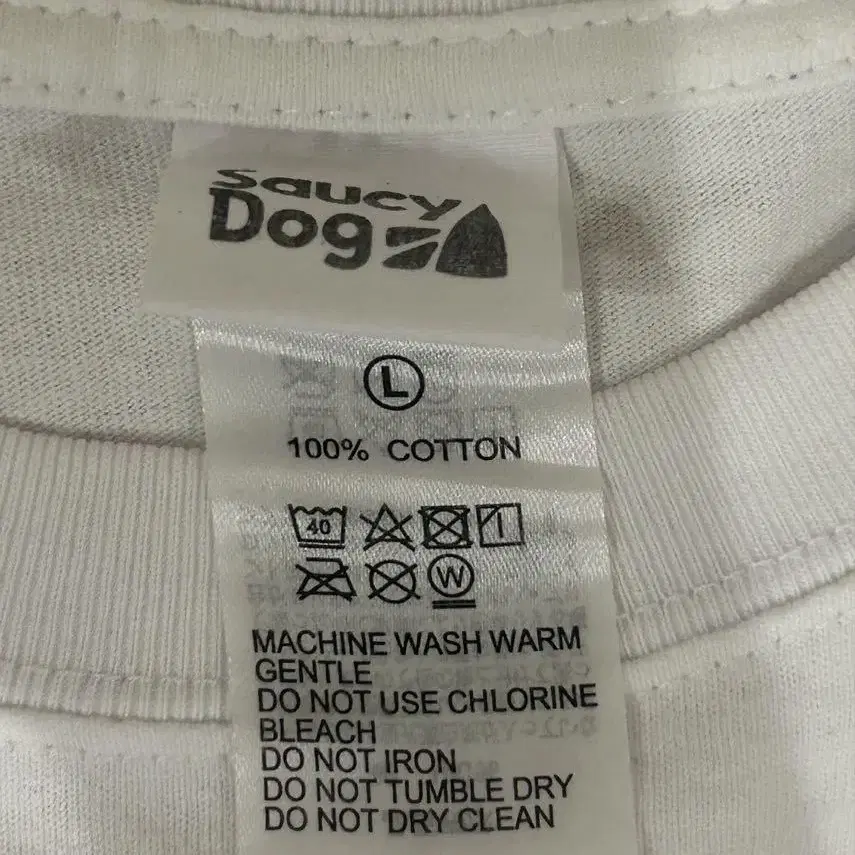 saucy
Dog
L
100% COTTON
40
W
MACHINE WASH WARM
GENTLE
DO NOT USE CHLORINE
BLEACH
DO NOT IRON
DO NOT TUMBLE DRY
DO NOT DRY CLEAN